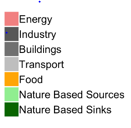 Energy
Industry
Buildings
Transport
Food
Nature Based Sources
Nature Based Sinks